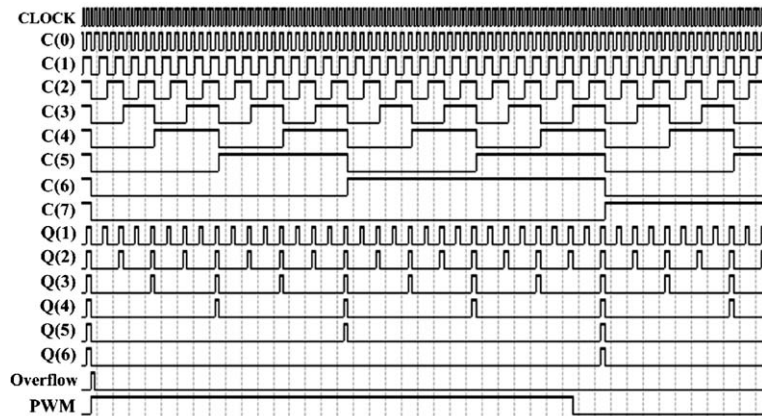 CLOCK
C(0)
C(1)
C(2)
C(3)
C(4)
C(5)
C(6)
C(7)
Q(1)
Q(2)
Q(3)
Q(4)
Q(5)
Q(6)
Overflow
PWM